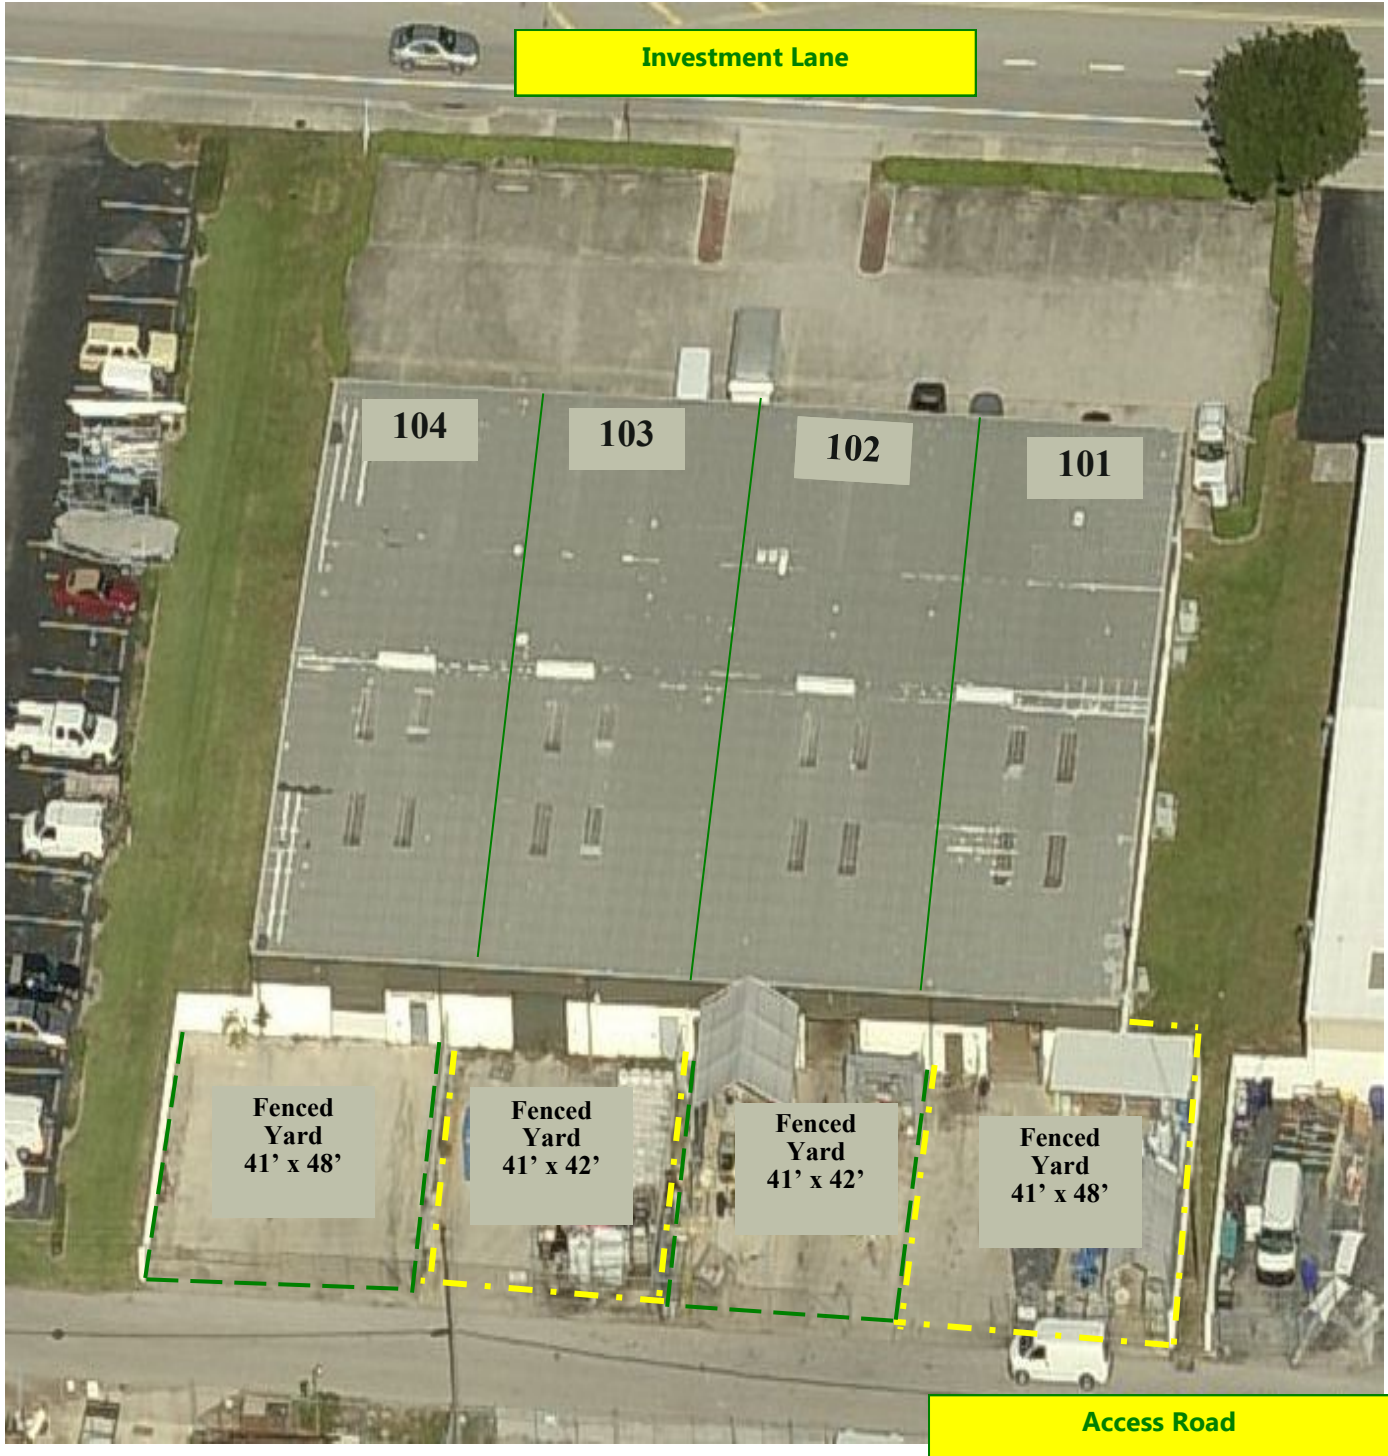 Investment Lane
104
103
102
101
Fenced
Yard
41’ x 48’
Fenced
Yard
41’ x 42’
Fenced
Yard
41’ x 42’
Fenced
Yard
41’ x 48’
Access Road